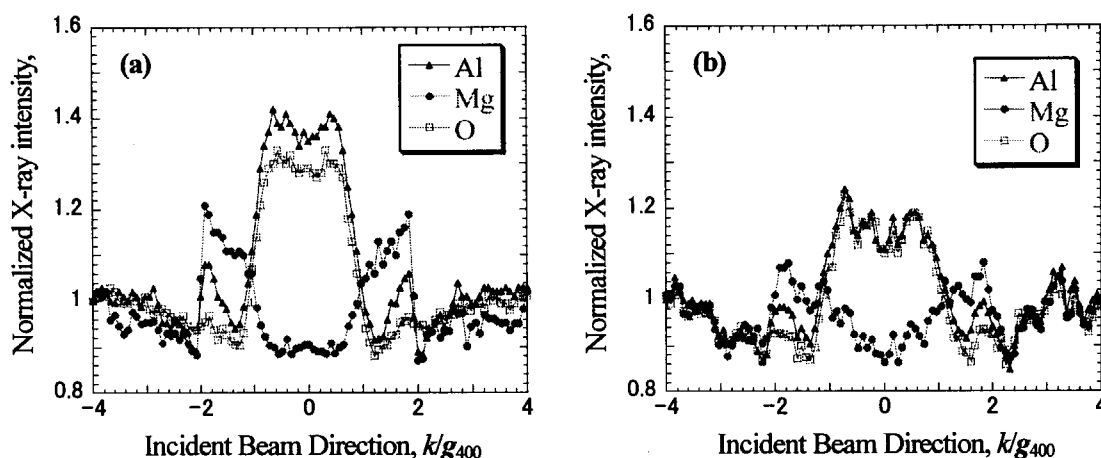 1.6
1.4
1.2
1
0.8
Normalized X-ray intensity,
(a)
Al
Mg
O
-4 -2 0 2 4
Incident Beam Direction, k/g400
1.6
1.4
1.2
1
0.8
Normalized X-ray intensity,
(b)
Al
Mg
O
-4 -2 0 2 4
Incident Beam Direction, k/g400